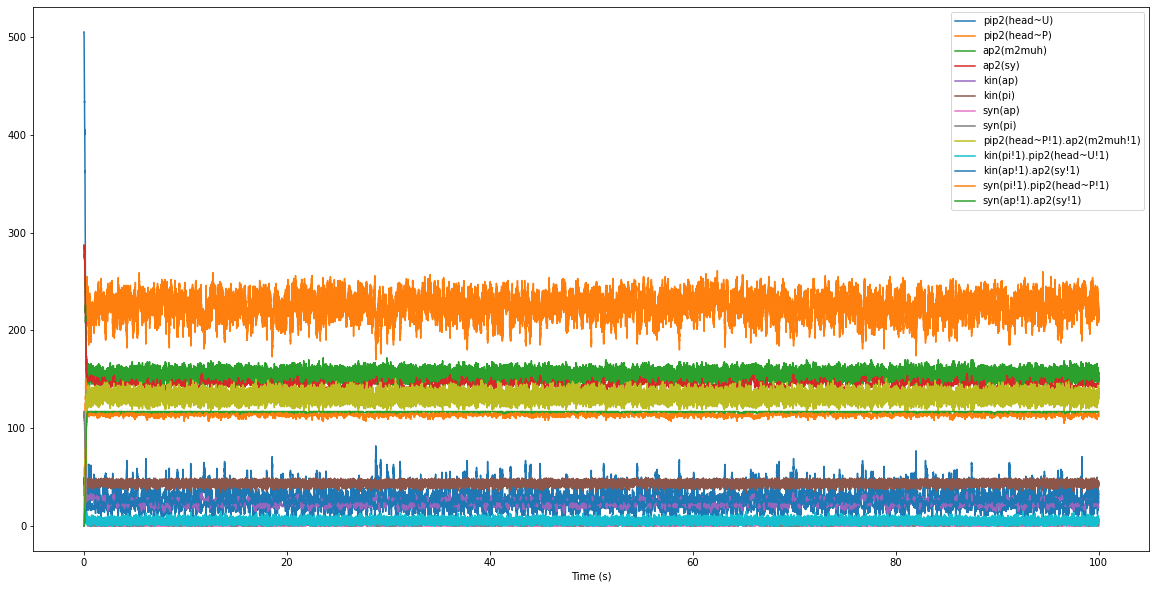 500
400
300
200
100
0
0
20
40
60
80
100
Time (s)
pip2(head~U)
pip2(head~P)
ap2(m2muh)
ap2(sy)
kin(ap)
kin(pi)
syn(ap)
syn(pi)
pip2(head~P!1).ap2(m2muh!1)
kin(pi!1).pip2(head~U!1)
kin(ap!1).ap2(sy!1)
syn(pi!1).pip2(head~P!1)
syn(ap!1).ap2(sy!1)